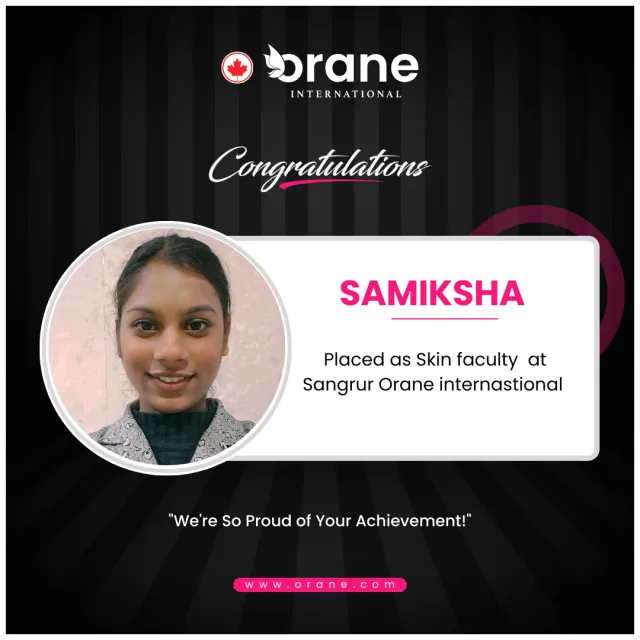 orane
INTERNATIONAL
Congratulations
SAMIKSHA
Placed as Skin faculty at
Sangrur Orane internastional
"We're So Proud of Your Achievement!"
www.orane.com